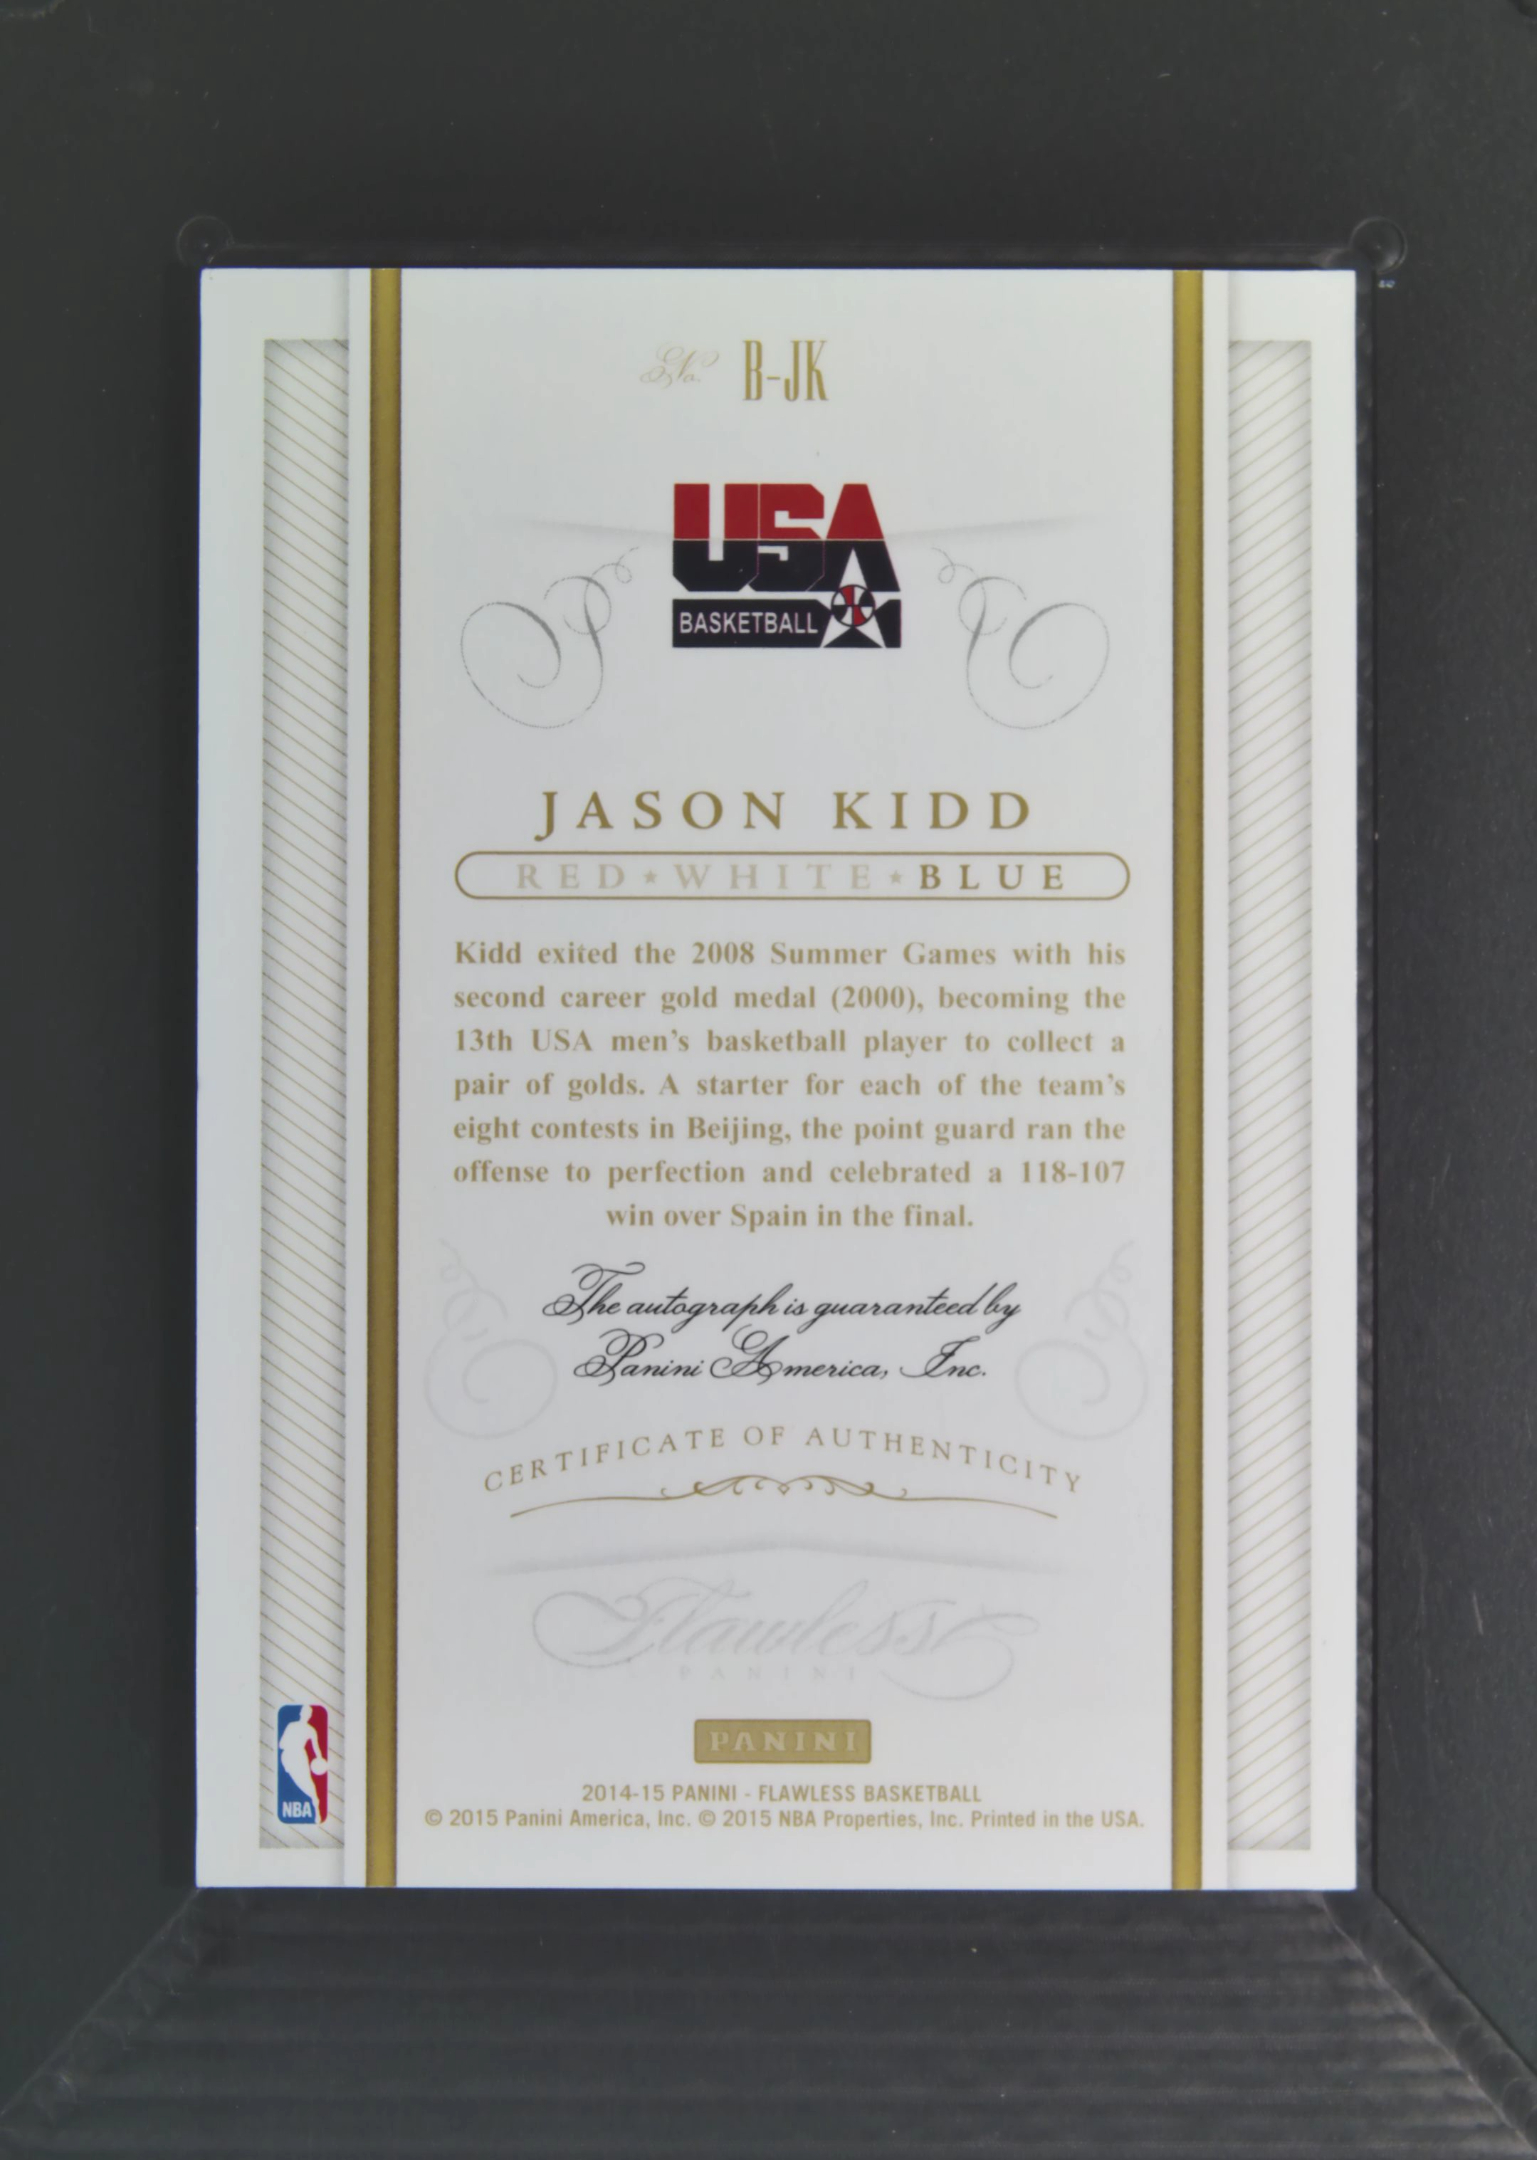 No. B-JK
USA
BASKETBALL
JASON KIDD
RED★WHITE★BLUE
Kidd exited the 2008 Summer Games with his
second career gold medal (2000), becoming the
13th USA men's basketball player to collect a
pair of golds. A starter for each of the team's
eight contests in Beijing, the point guard ran the
offense to perfection and celebrated a 118-107
win over Spain in the final.
The autograph is guaranteed by
Panini America, Inc.
CERTIFICATE OF AUTHENTICITY
Flawless
PANINI
PANINI
NBA
2014-15 PANINI - FLAWLESS BASKETBALL
© 2015 Panini America, Inc. © 2015 NBA Properties, Inc. Printed in the USA.